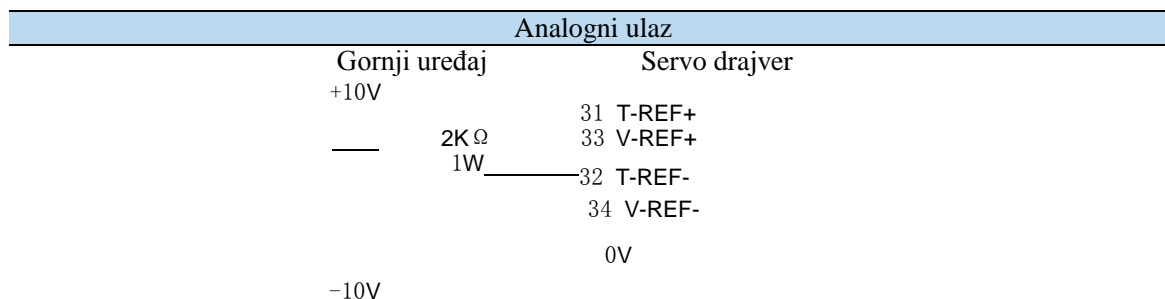 Analogni ulaz
Gornji uređaj Servo drajver
+10V
31 T-REF+
2KΩ 33 V-REF+
1W
32 T-REF-
34 V-REF-
0V
-10V